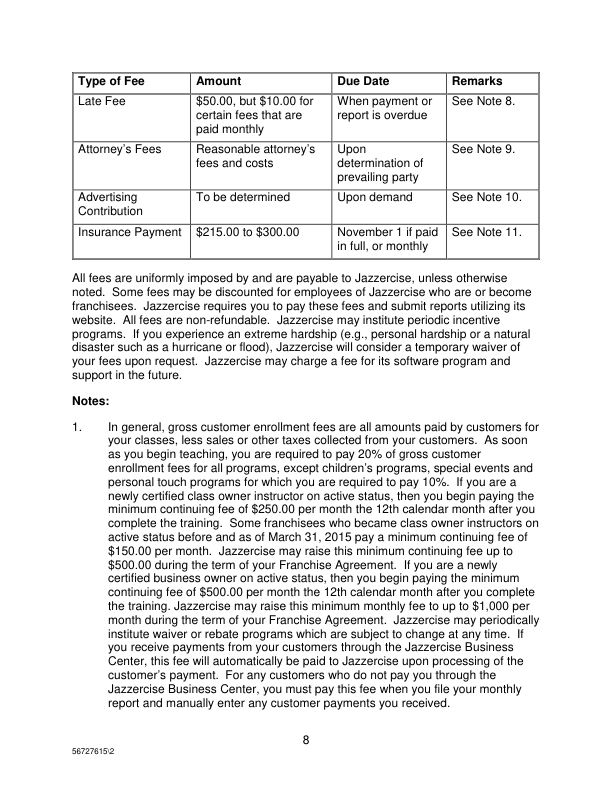 Type of Fee Amount Due Date Remarks
Late Fee $50.00, but $10.00 for When payment or See Note 8.
certain fees that are report is overdue
paid monthly
Attorney's Fees Reasonable attorney's Upon See Note 9.
fees and costs determination of
prevailing party
Advertising To be determined Upon demand See Note 10.
Contribution
Insurance Payment $215.00 to $300.00 November 1 if paid See Note 11.
in full, or monthly
All fees are uniformly imposed by and are payable to Jazzercise, unless otherwise
noted. Some fees may be discounted for employees of Jazzercise who are or become
franchisees. Jazzercise requires you to pay these fees and submit reports utilizing its
website. All fees are non-refundable. Jazzercise may institute periodic incentive
programs. If you experience an extreme hardship (e.g., personal hardship or a natural
disaster such as a hurricane or flood), Jazzercise will consider a temporary waiver of
your fees upon request. Jazzercise may charge a fee for its software program and
support in the future.
Notes:
1. In general, gross customer enrollment fees are all amounts paid by customers for
your classes, less sales or other taxes collected from your customers. As soon
as you begin teaching, you are required to pay 20% of gross customer
enrollment fees for all programs, except children's programs, special events and
personal touch programs for which you are required to pay 10%. If you are a
newly certified class owner instructor on active status, then you begin paying the
minimum continuing fee of $250.00 per month the 12th calendar month after you
complete the training. Some franchisees who became class owner instructors on
active status before and as of March 31, 2015 pay a minimum continuing fee of
$150.00 per month. Jazzercise may raise this minimum continuing fee up to
$500.00 during the term of your Franchise Agreement. If you are a newly
certified business owner on active status, then you begin paying the minimum
continuing fee of $500.00 per month the 12th calendar month after you complete
the training. Jazzercise may raise this minimum monthly fee to up to $1,000 per
month during the term of your Franchise Agreement. Jazzercise may periodically
institute waiver or rebate programs which are subject to change at any time. If
you receive payments from your customers through the Jazzercise Business
Center, this fee will automatically be paid to Jazzercise upon processing of the
customer's payment. For any customers who do not pay you through the
Jazzercise Business Center, you must pay this fee when you file your monthly
report and manually enter any customer payments you received.
8
56727615\2